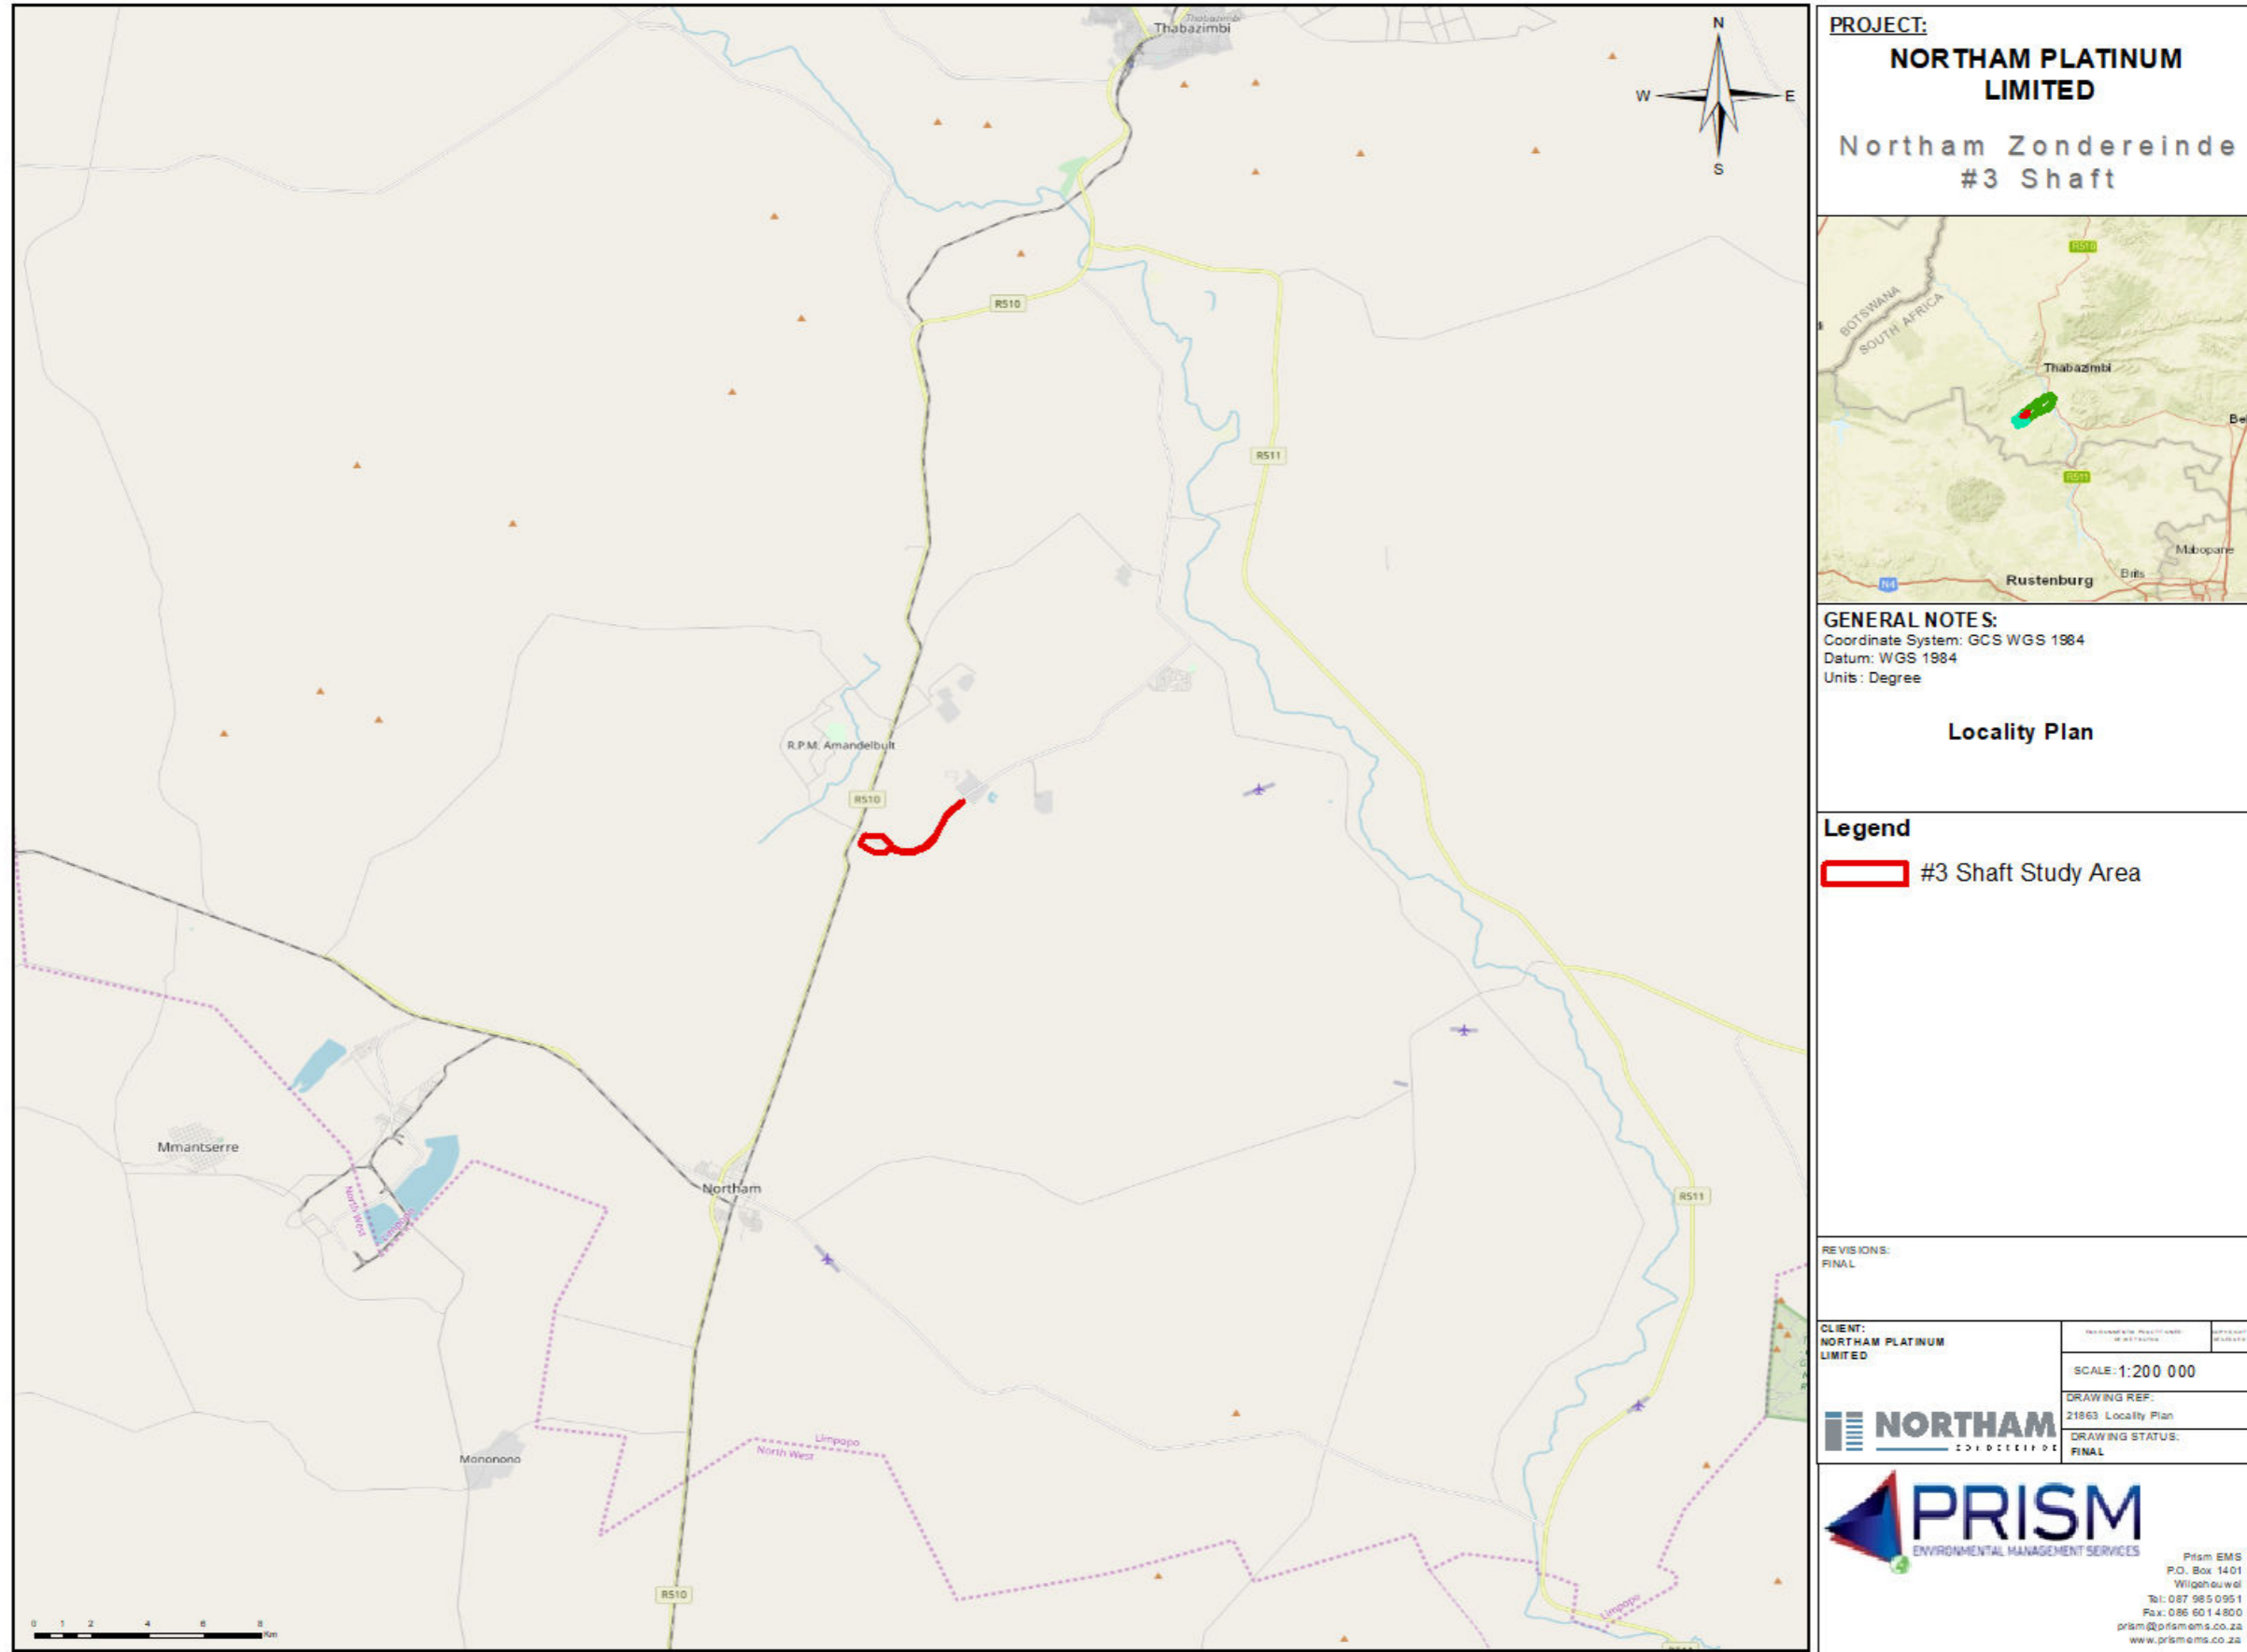 Thabazimbi
Thabazimbi
N
W
E
S
R510
R511
R.P.M. Amandelbult
R510
Mmantserre
North West
Limpopo
Northam
R511
Mononono
Limpopo
North West
R510
Limpopo
R511
0 1 2 4 6 8
Km
PROJECT:
NORTHAM PLATINUM
LIMITED
Northam Zondereinde
#3 Shaft
R510
BOTSWANA
SOUTH AFRICA
Thabazimbi
Bel
R511
Mabopane
Brits
Rustenburg
N4
GENERAL NOTES:
Coordinate System: GCS WGS 1984
Datum: WGS 1984
Units: Degree
Locality Plan
Legend
#3 Shaft Study Area
REVISIONS:
FINAL
CLIENT:
NORTHAM PLATINUM
LIMITED
SCALE: 1:200 000
DRAWING REF:
21863 Locality Plan
DRAWING STATUS:
FINAL
NORTHAM
ZONDEREINDE
PRISM
ENVIRONMENTAL MANAGEMENT SERVICES
Prism EMS
P.O. Box 1401
Wilgeheuwel
Tel: 087 985 0951
Fax: 086 601 4800
prism@prismems.co.za
www.prismems.co.za